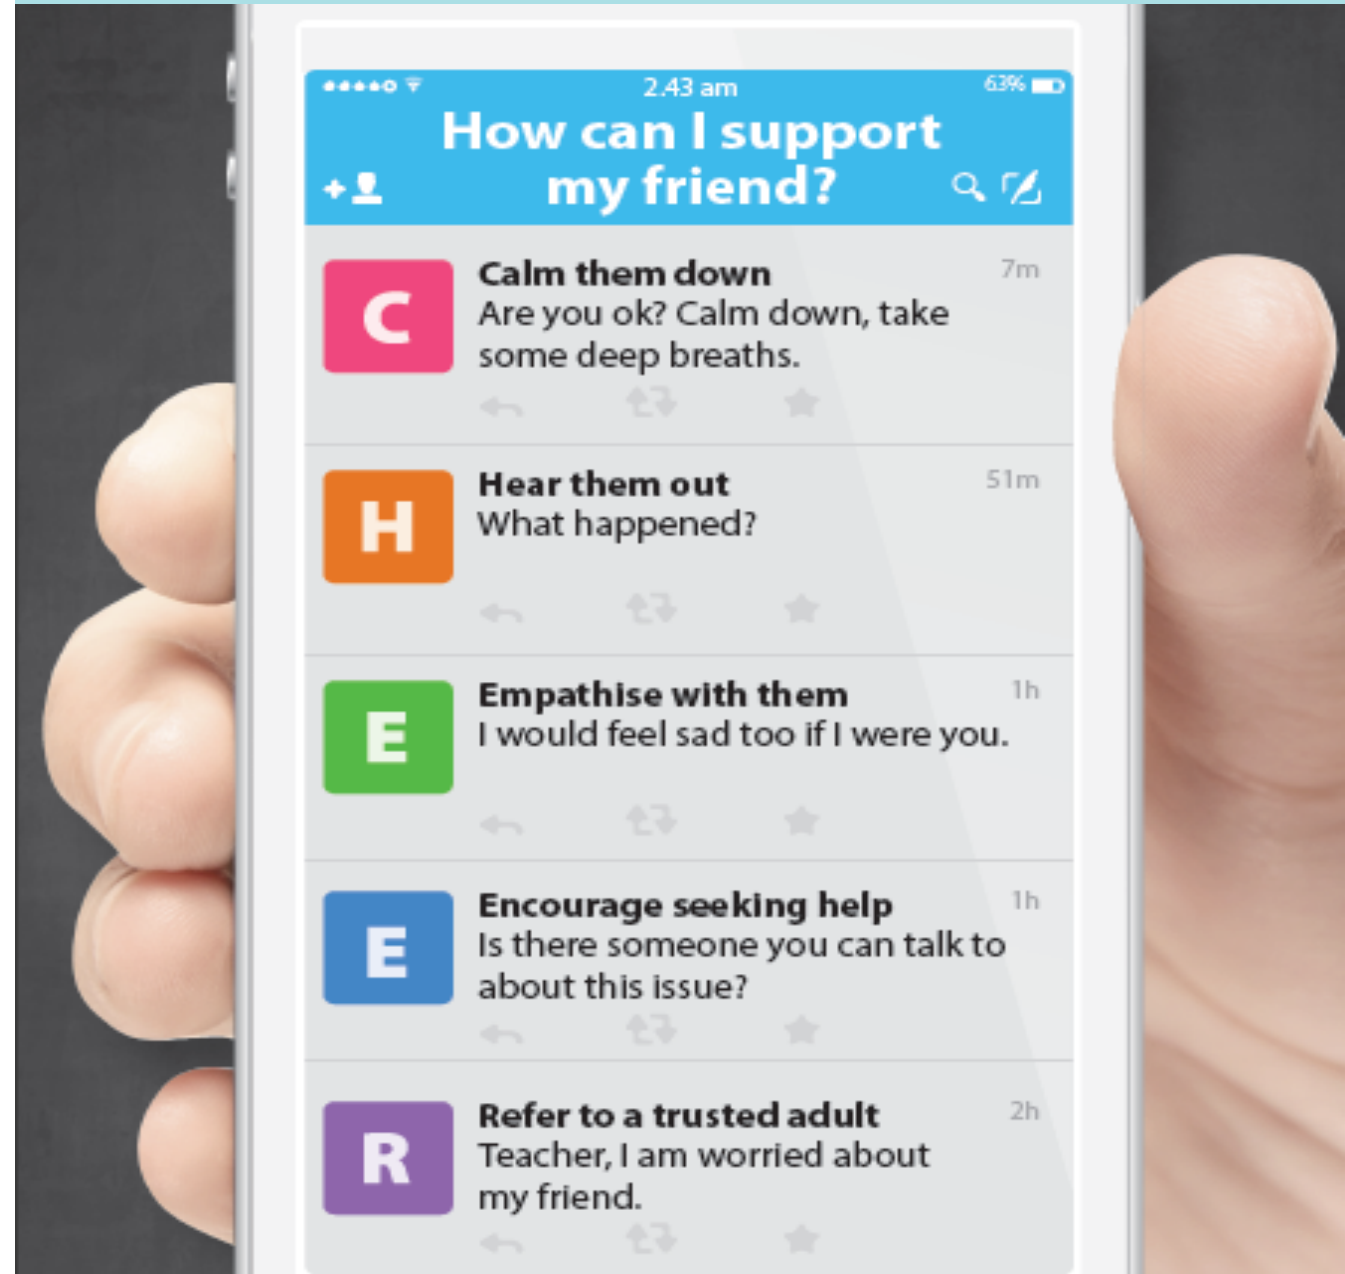 2.43 am
63%
How can I support
my friend?
C
Calm them down
7m
Are you ok? Calm down, take
some deep breaths.
H
Hear them out
51m
What happened?
E
Empathise with them
1h
I would feel sad too if I were you.
E
Encourage seeking help
1h
Is there someone you can talk to
about this issue?
R
Refer to a trusted adult
2h
Teacher, I am worried about
my friend.